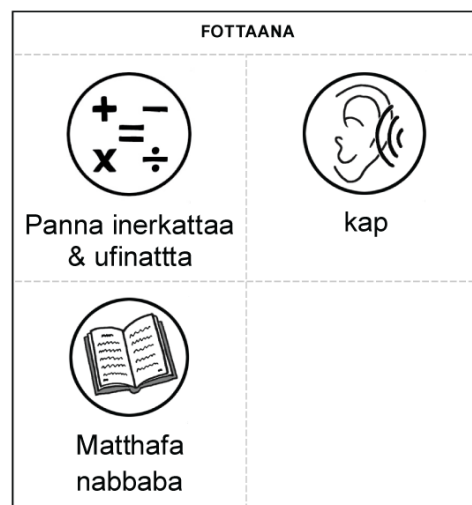 FOTTAANA
Panna inerkattaa
& ufinattta
kap
Matthafa
nabbaba